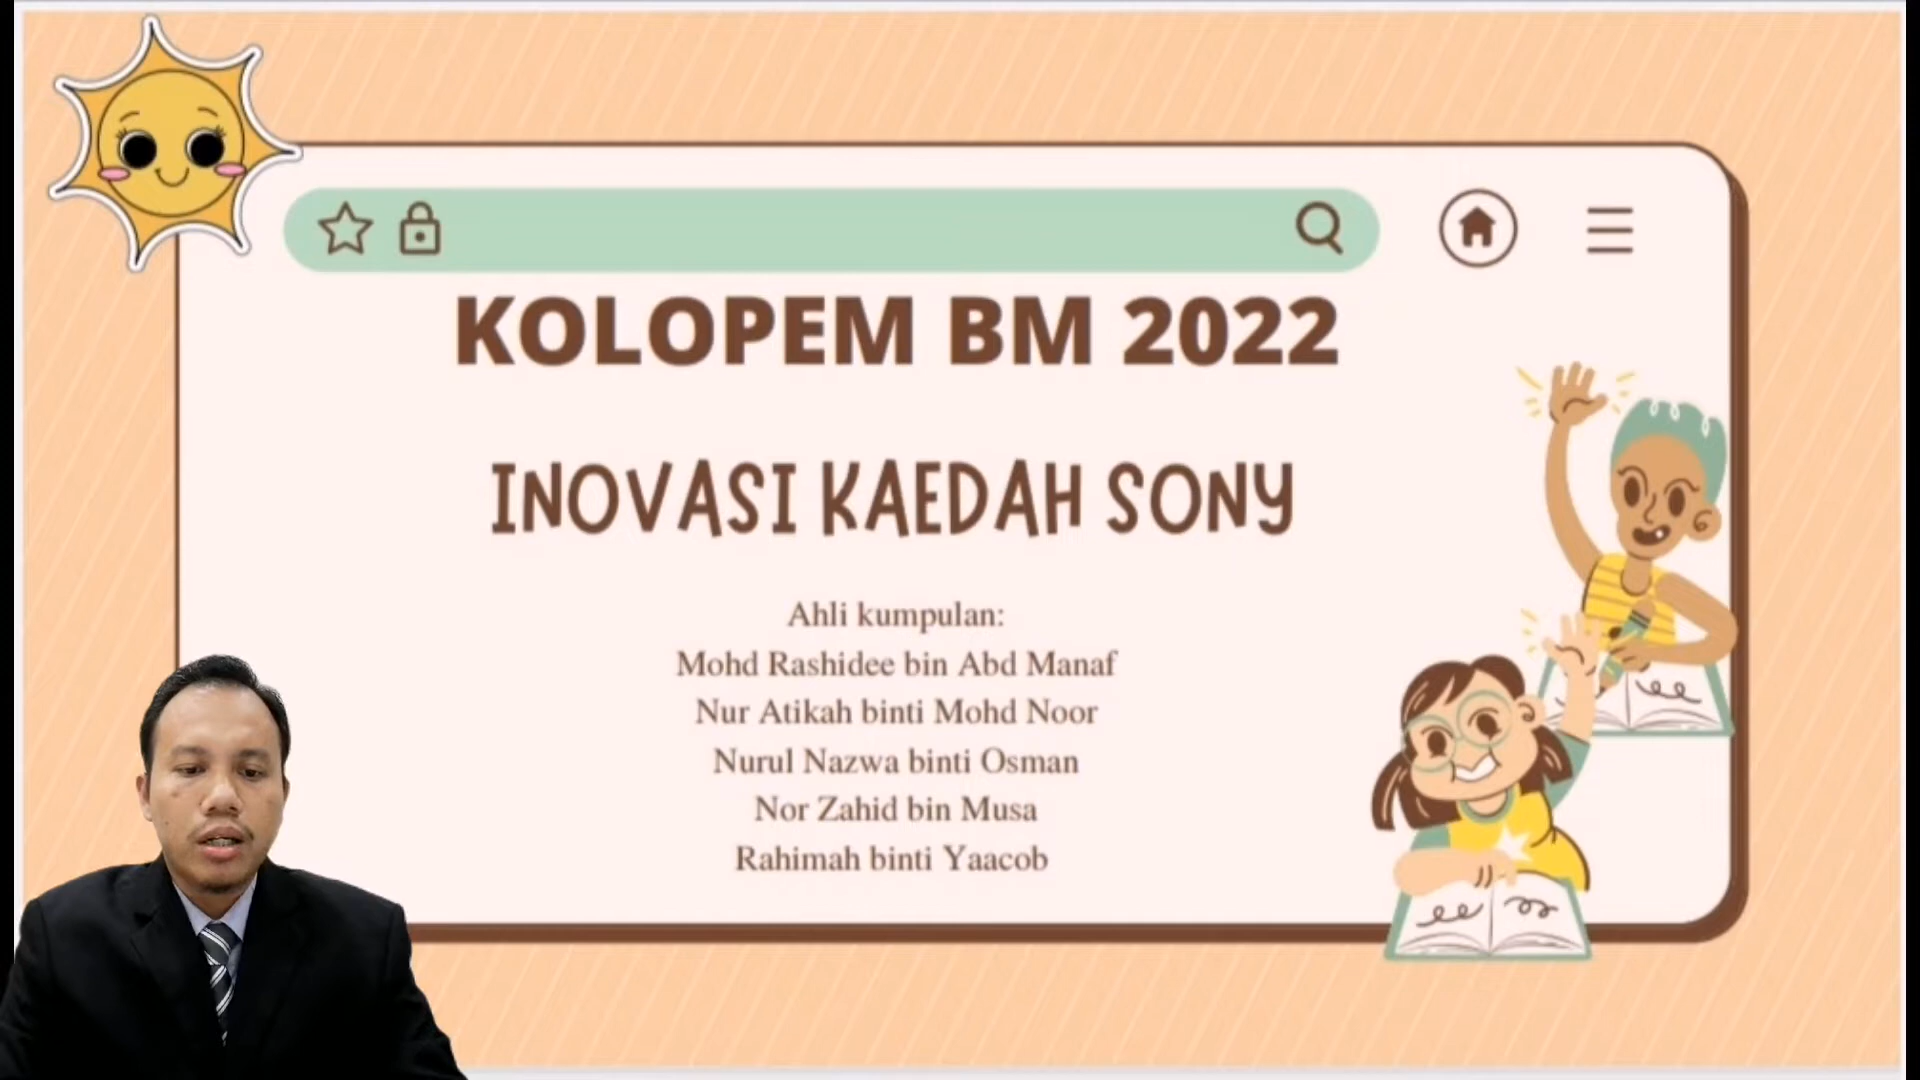 KOLOPEM BM 2022
INOVASI KAEDAH SONY
Ahli kumpulan:
Mohd Rashidee bin Abd Manaf
Nur Atikah binti Mohd Noor
Nurul Nazwa binti Osman
Nor Zahid bin Musa
Rahimah binti Yaacob